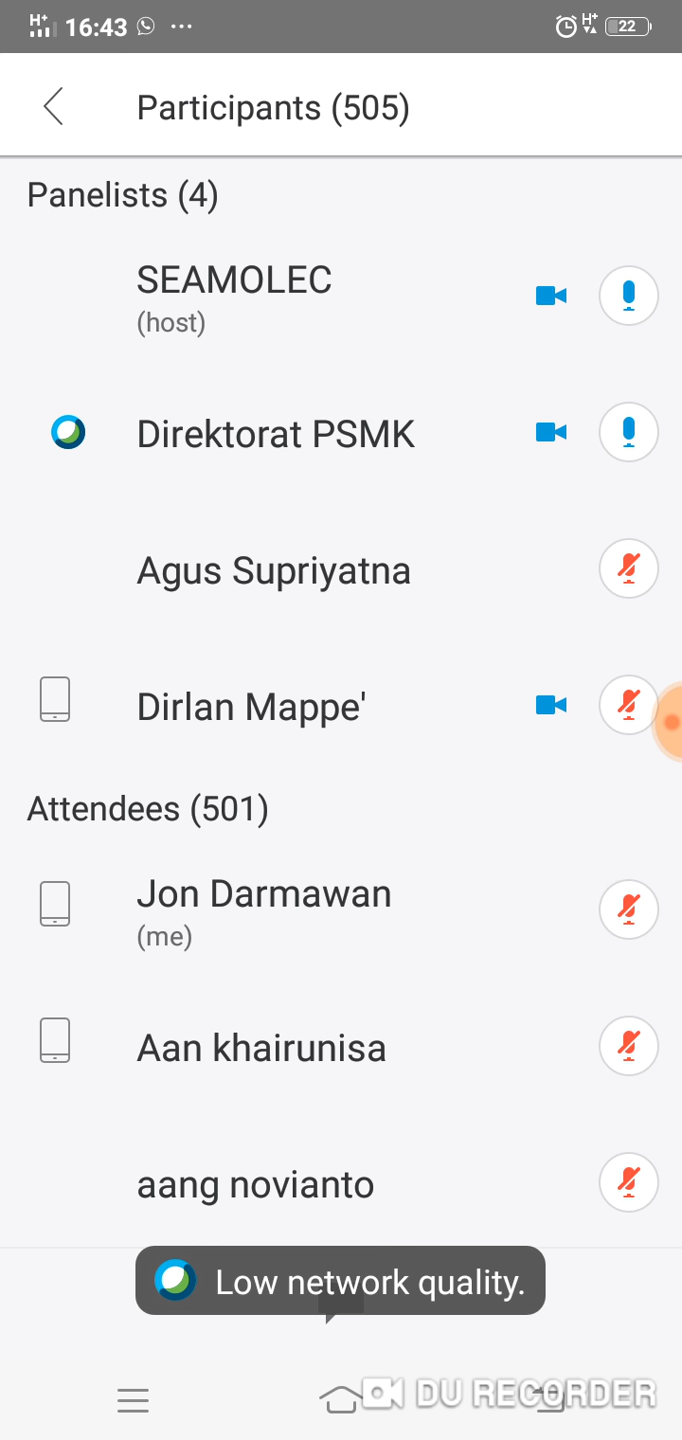 H+ 16:43 ... H+ 22
Participants (505)
Panelists (4)
SEAMOLEC
(host)
Direktorat PSMK
Agus Supriyatna
Dirlan Mappe'
Attendees (501)
Jon Darmawan
(me)
Aan khairunisa
aang novianto
Low network quality.
DU RECORDER